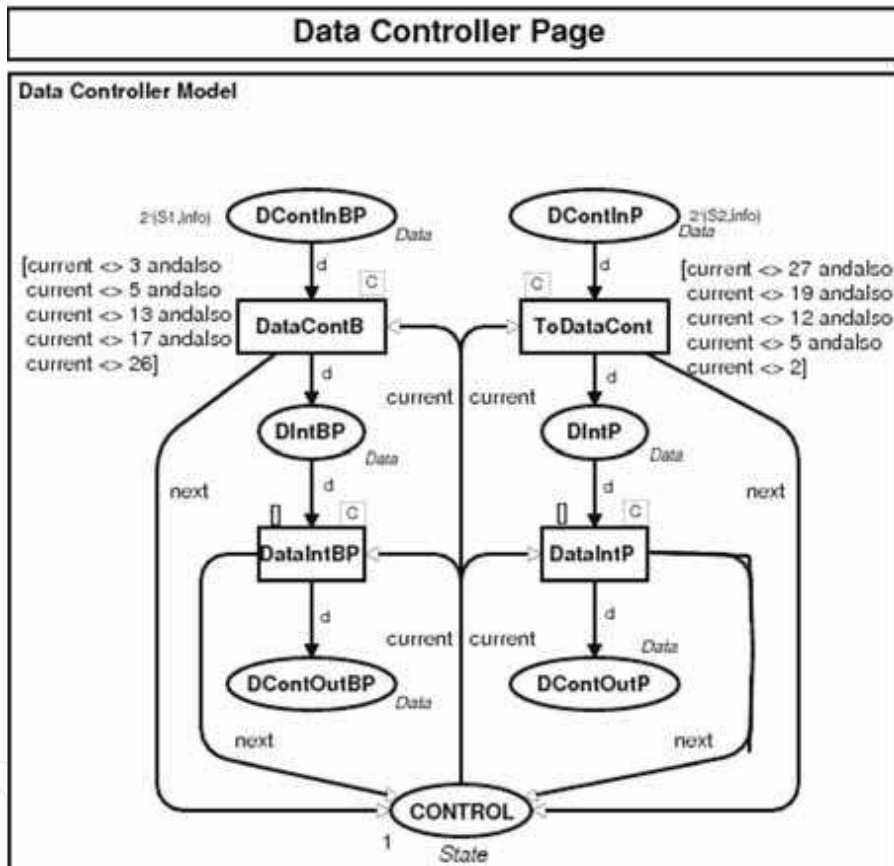 Data Controller Page
Data Controller Model
DContInBP
2`(S1,Info)
Data
DContInP
2`(S2,Info)
Data
d
d
[current <> 3 andalso
current <> 5 andalso
current <> 13 andalso
current <> 17 andalso
current <> 26]
C
DataContB
C
ToDataCont
[current <> 27 andalso
current <> 19 andalso
current <> 12 andalso
current <> 5 andalso
current <> 2]
d
d
current
current
DIntBP
Data
DIntP
Data
next
next
d
d
[]
C
DataIntBP
[]
C
DataIntP
d
d
current
current
DContOutBP
Data
Data
DContOutP
next
next
CONTROL
1
State